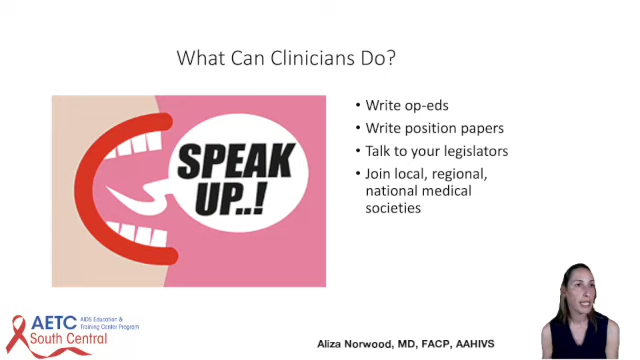 What Can Clinicians Do?
SPEAK
UP..!
• Write op-eds
• Write position papers
• Talk to your legislators
• Join local, regional,
national medical
societies
AETC
AIDS Education &
Training Center Program
South Central
Aliza Norwood, MD, FACP, AAHIVS